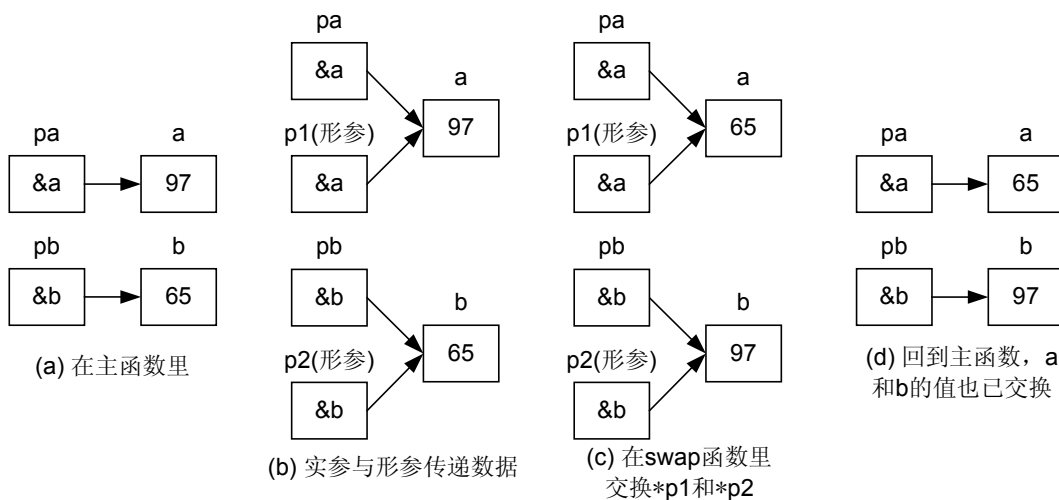 pa
a
&a
97
pb
b
&b
65
(a) 在主函数里
pa
&a
a
97
p1(形参)
&a
pb
&b
b
65
p2(形参)
&b
(b) 实参与形参传递数据
pa
&a
a
65
p1(形参)
&a
pb
&b
b
97
p2(形参)
&b
(c) 在swap函数里
交换*p1和*p2
pa
a
&a
65
pb
b
&b
97
(d) 回到主函数，a
和b的值也已交换